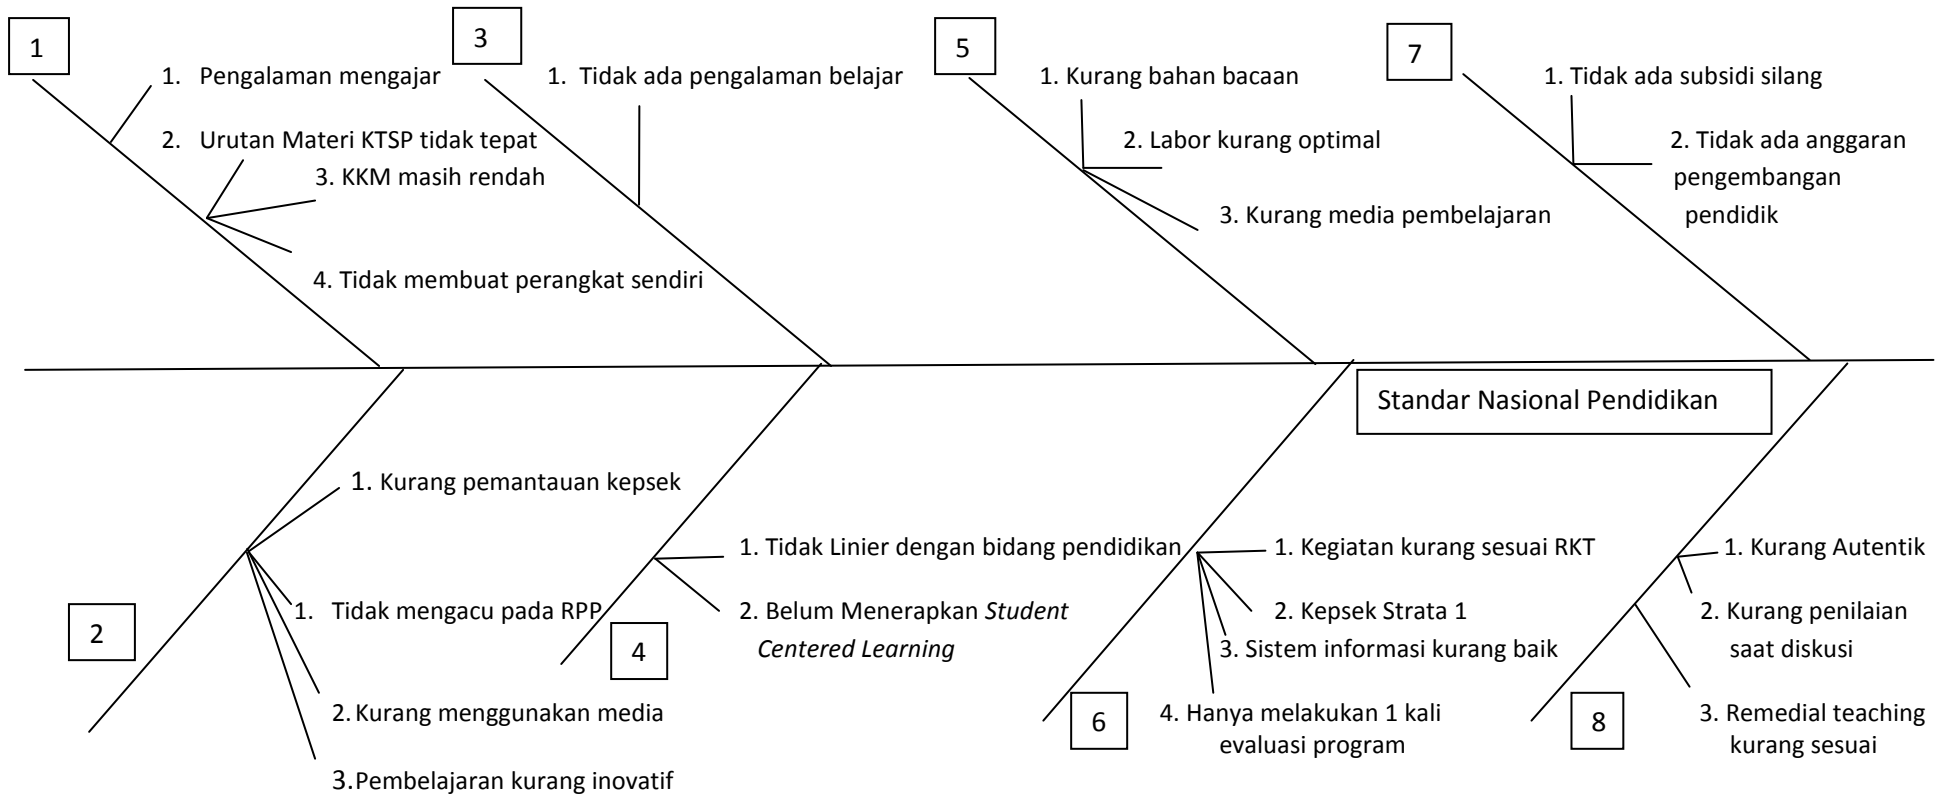 1
1. Pengalaman mengajar
2. Urutan Materi KTSP tidak tepat
3. KKM masih rendah
4. Tidak membuat perangkat sendiri
3
1. Tidak ada pengalaman belajar
5
1. Kurang bahan bacaan
2. Labor kurang optimal
3. Kurang media pembelajaran
7
1. Tidak ada subsidi silang
2. Tidak ada anggaran
pengembangan
pendidik
Standar Nasional Pendidikan
2
1. Kurang pemantauan kepsek
1. Tidak mengacu pada RPP
2. Kurang menggunakan media
3. Pembelajaran kurang inovatif
4
1. Tidak Linier dengan bidang pendidikan
2. Belum Menerapkan Student
Centered Learning
6
1. Kegiatan kurang sesuai RKT
2. Kepsek Strata 1
3. Sistem informasi kurang baik
4. Hanya melakukan 1 kali
evaluasi program
8
1. Kurang Autentik
2. Kurang penilaian
saat diskusi
3. Remedial teaching
kurang sesuai